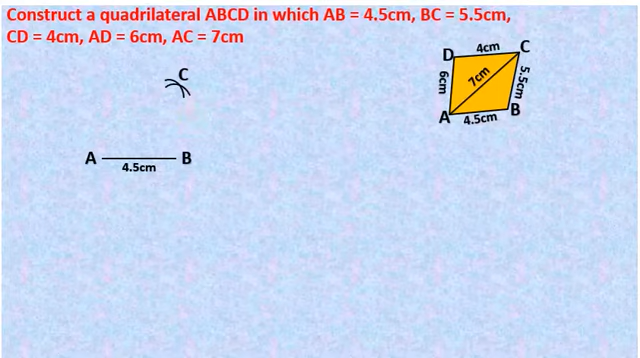 Construct a quadrilateral ABCD in which AB = 4.5cm, BC = 5.5cm,
CD = 4cm, AD = 6cm, AC = 7cm
D 4cm C
6cm 7cm 5.5cm
A 4.5cm B
C
A B
4.5cm